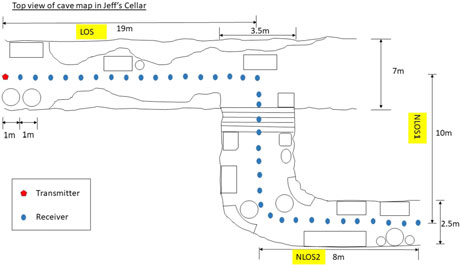 Top view of cave map in Jeff's Cellar
LOS
19m
3.5m
7m
1m
1m
NLOS1
10m
Transmitter
Receiver
2.5m
NLOS2
8m